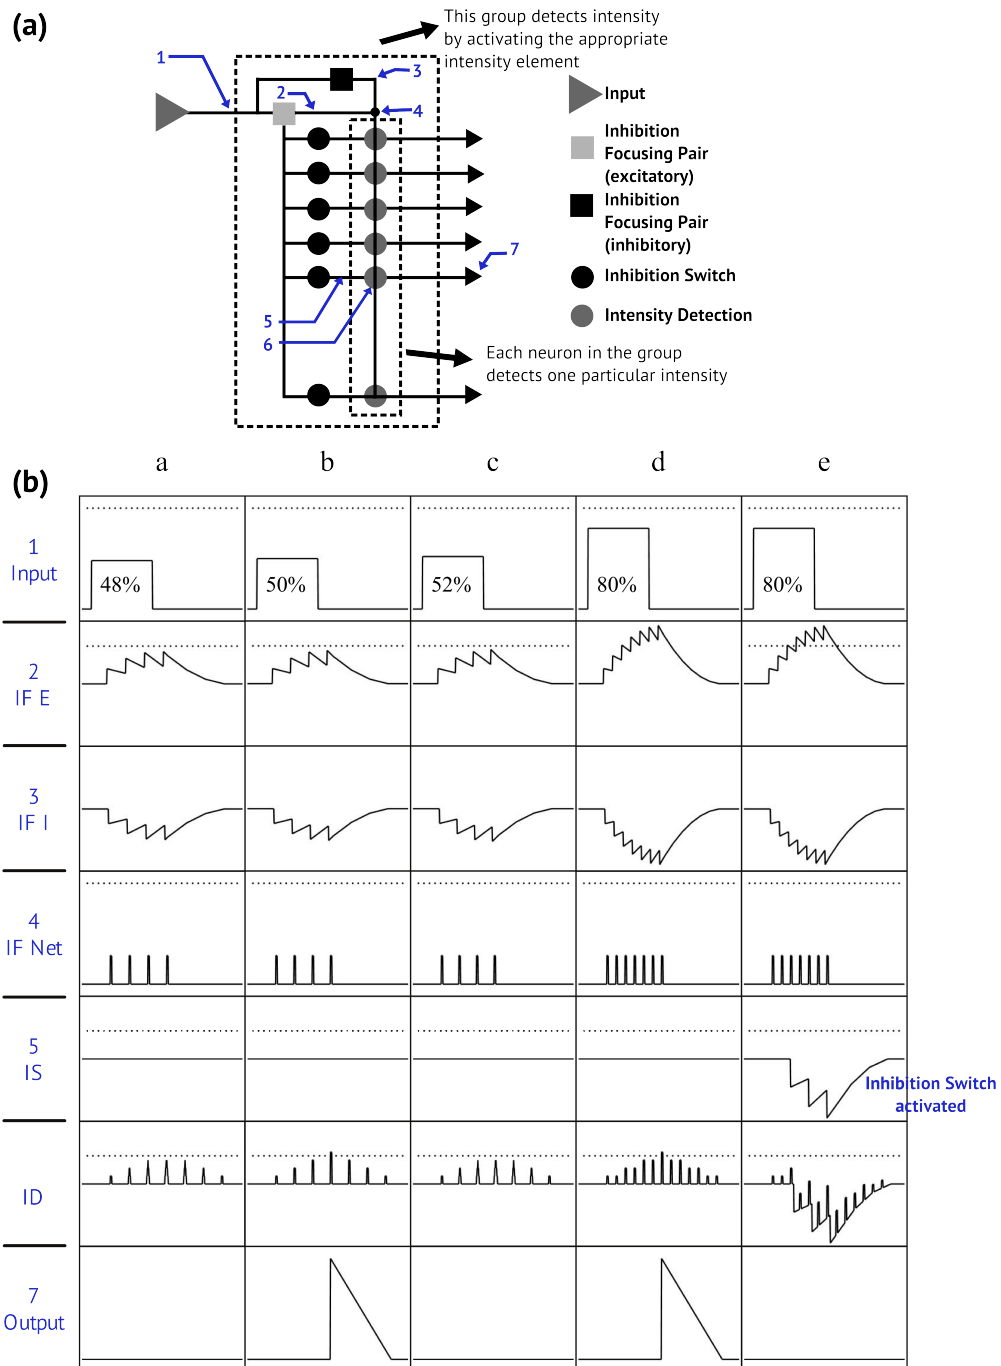 (a)
This group detects intensity
by activating the appropriate
intensity element
1
2
3
4
5
6
7
Input
Inhibition
Focusing Pair
(excitatory)
Inhibition
Focusing Pair
(inhibitory)
Inhibition Switch
Intensity Detection
Each neuron in the group
detects one particular intensity
(b)
a b c d e
1
Input
48% 50% 52% 80% 80%
2
IF E
3
IF I
4
IF Net
5
IS
Inhibition Switch
activated
ID
7
Output